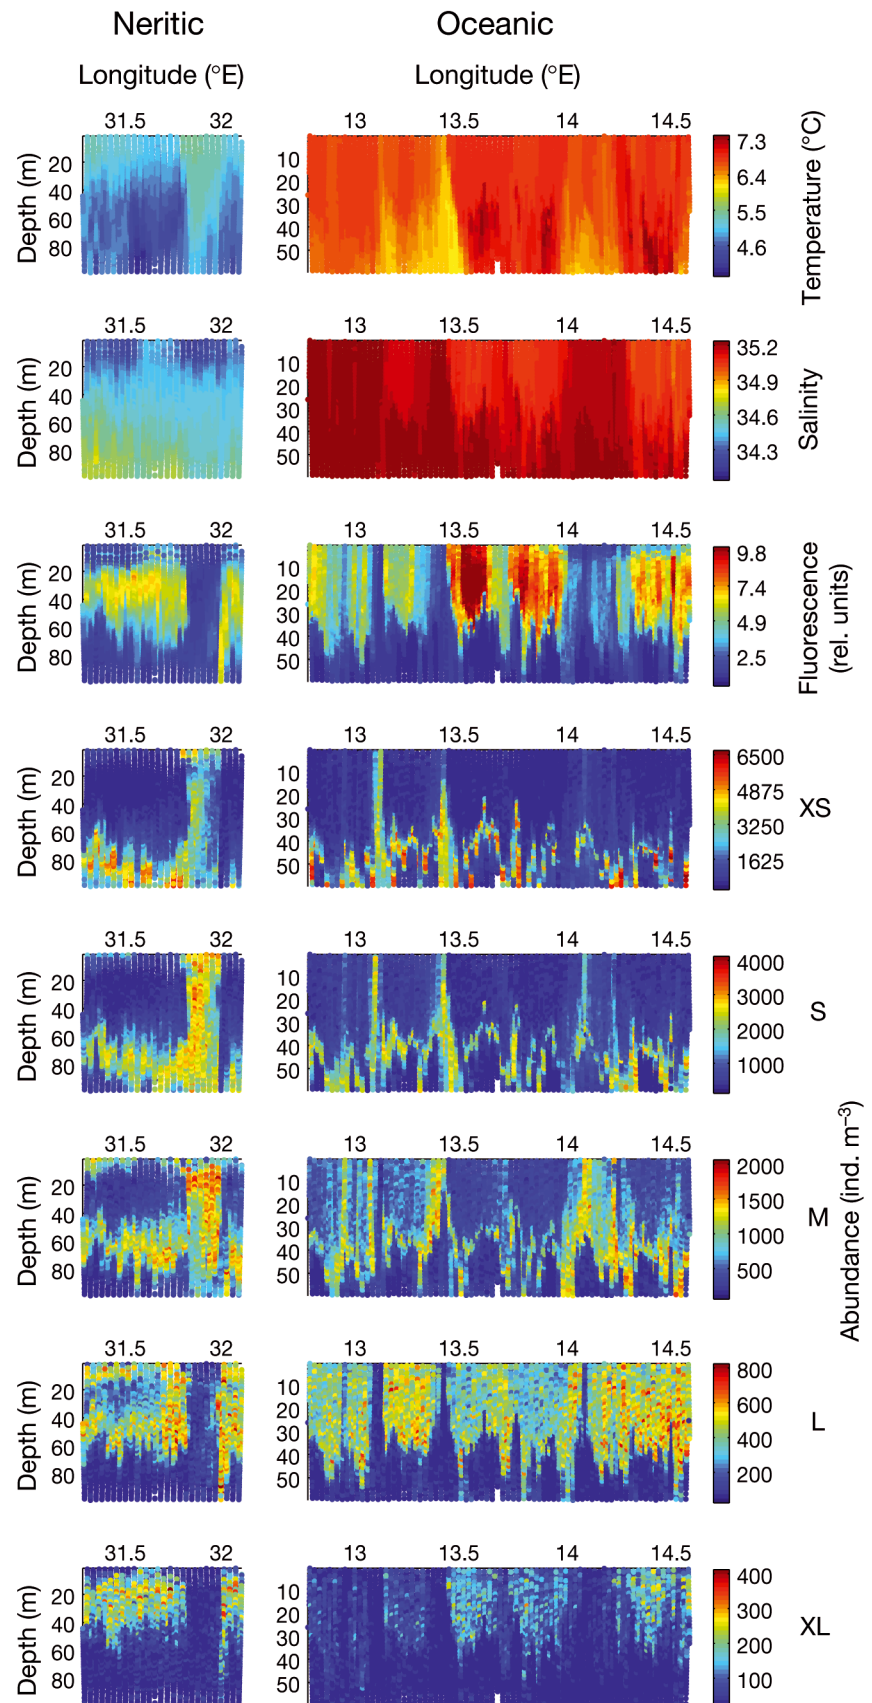 Neritic Oceanic
Longitude (°E) Longitude (°E)
31.5 32 13 13.5 14 14.5
Depth (m) 20 40 60 80 10 20 30 40 50 7.3 6.4 5.5 4.6 Temperature (°C)
31.5 32 13 13.5 14 14.5
Depth (m) 20 40 60 80 10 20 30 40 50 35.2 34.9 34.6 34.3 Salinity
31.5 32 13 13.5 14 14.5
Depth (m) 20 40 60 80 10 20 30 40 50 9.8 7.4 4.9 2.5 Fluorescence
(rel. units)
31.5 32 13 13.5 14 14.5
Depth (m) 20 40 60 80 10 20 30 40 50 6500 4875 3250 1625 XS
31.5 32 13 13.5 14 14.5
Depth (m) 20 40 60 80 10 20 30 40 50 4000 3000 2000 1000 S
Abundance (ind. m⁻³)
31.5 32 13 13.5 14 14.5
Depth (m) 20 40 60 80 10 20 30 40 50 2000 1500 1000 500 M
31.5 32 13 13.5 14 14.5
Depth (m) 20 40 60 80 10 20 30 40 50 800 600 400 200 L
31.5 32 13 13.5 14 14.5
Depth (m) 20 40 60 80 10 20 30 40 50 400 300 200 100 XL